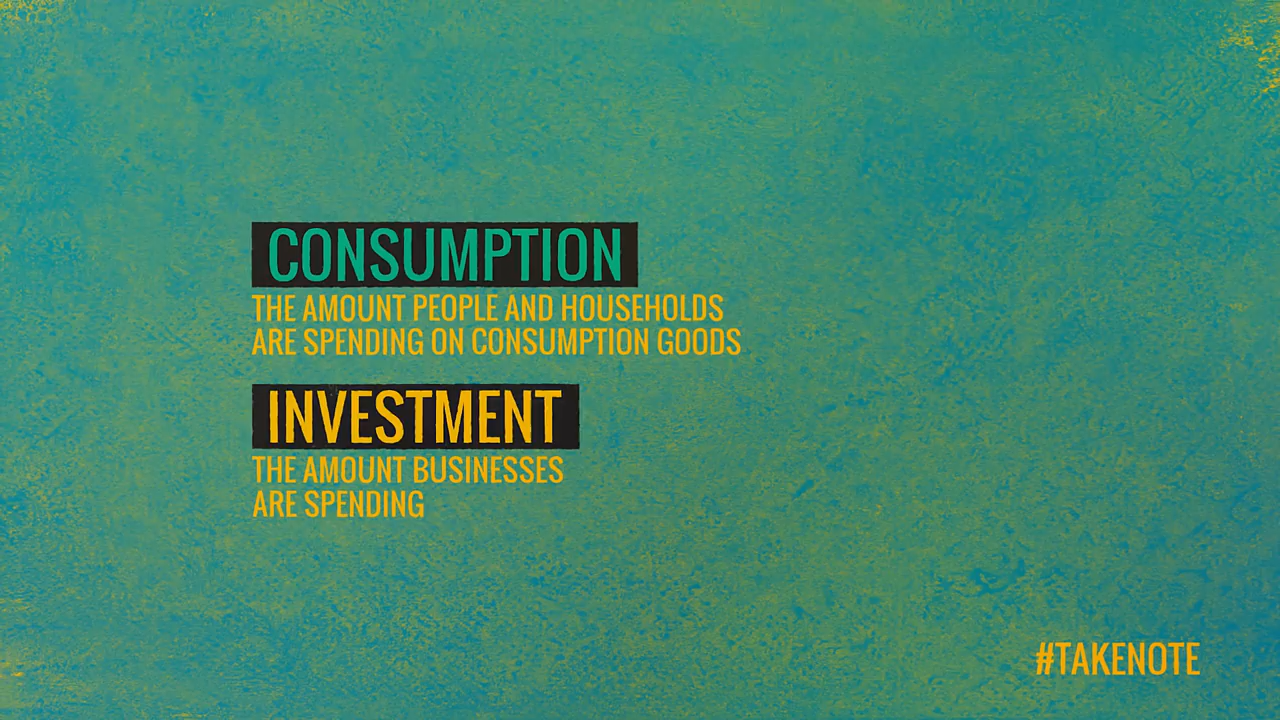 CONSUMPTION
THE AMOUNT PEOPLE AND HOUSEHOLDS
ARE SPENDING ON CONSUMPTION GOODS
INVESTMENT
THE AMOUNT BUSINESSES
ARE SPENDING
#TAKENOTE